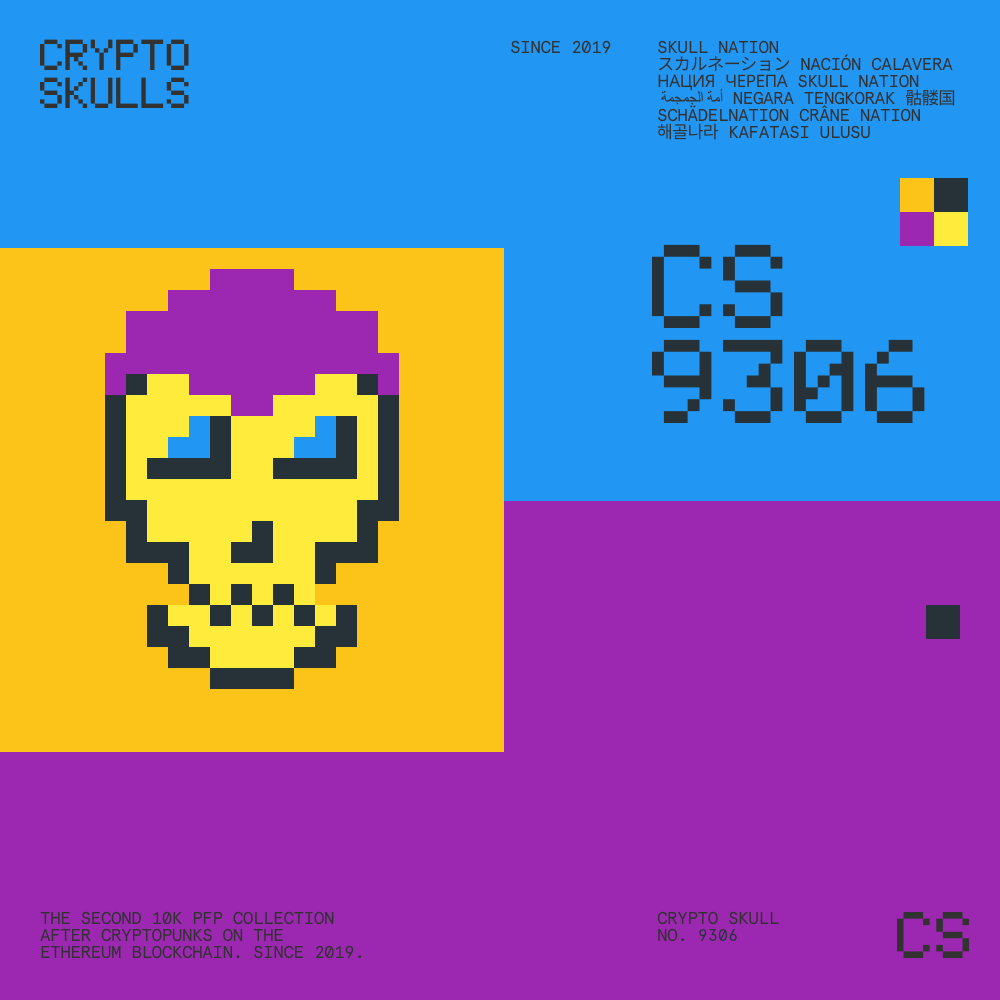 CRYPTO
SKULLS
SINCE 2019
SKULL NATION
スカルネーション NACIÓN CALAVERA
НАЦИЯ ЧЕРЕПА SKULL NATION
أمة الجمجمة NEGARA TENGKORAK 骷髅国
SCHÄDELNATION CRÂNE NATION
해골나라 KAFATASI ULUSU
CS
9306
THE SECOND 10K PFP COLLECTION
AFTER CRYPTOPUNKS ON THE
ETHEREUM BLOCKCHAIN. SINCE 2019.
CRYPTO SKULL
NO. 9306
CS